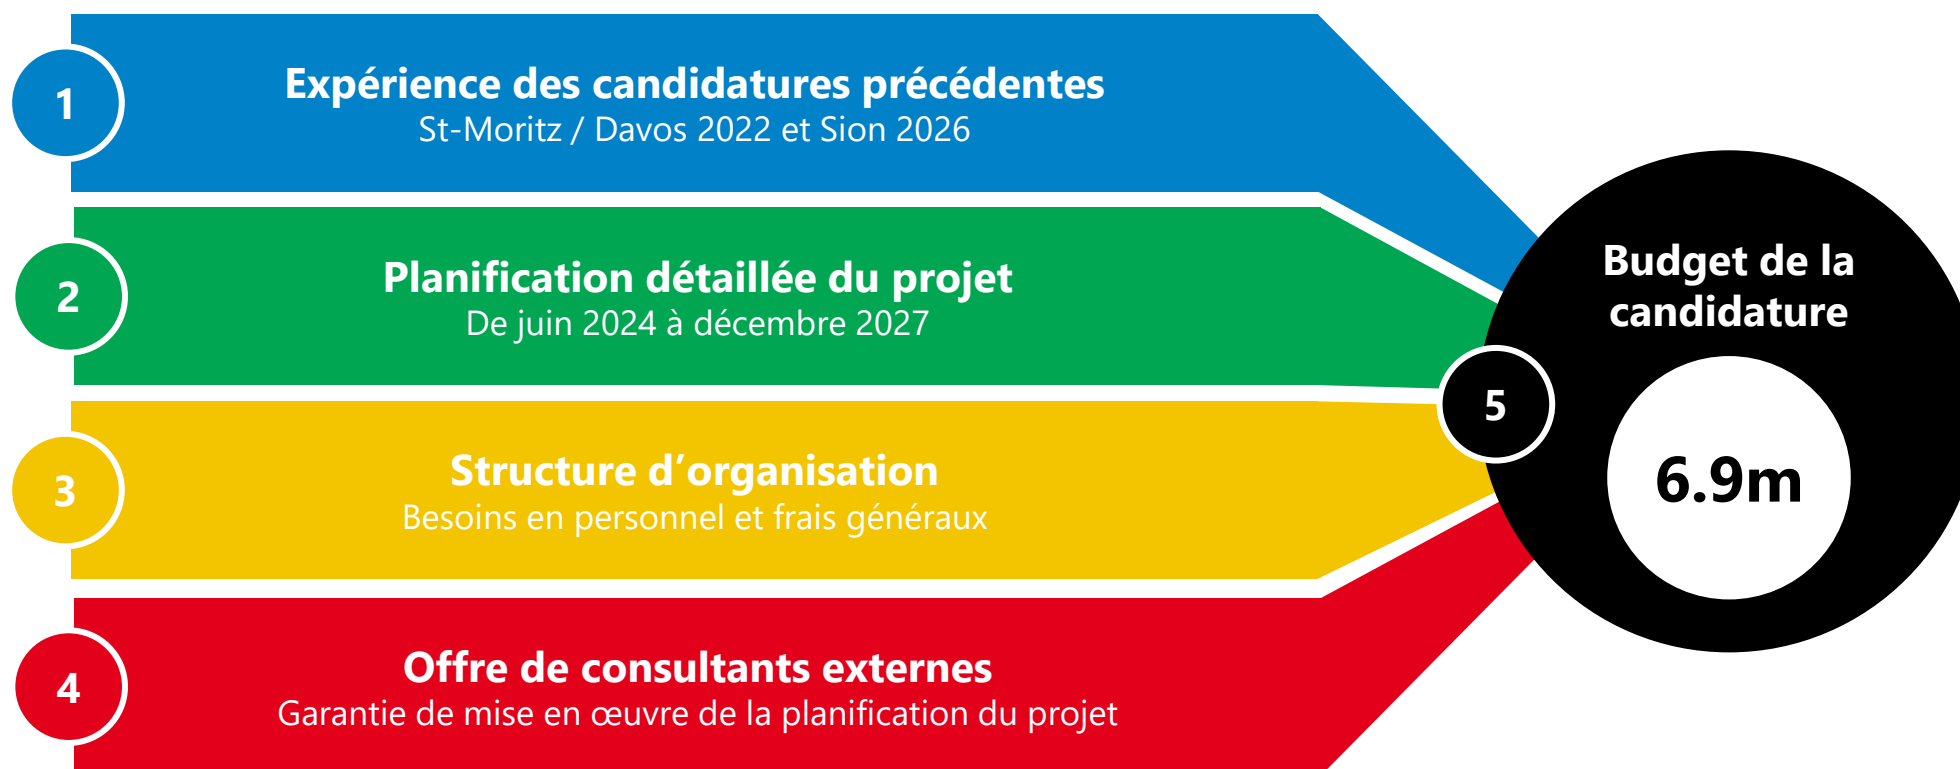 1
Expérience des candidatures précédentes
St-Moritz / Davos 2022 et Sion 2026
2
Planification détaillée du projet
De juin 2024 à décembre 2027
3
Structure d’organisation
Besoins en personnel et frais généraux
4
Offre de consultants externes
Garantie de mise en œuvre de la planification du projet
5
Budget de la
candidature
6.9m